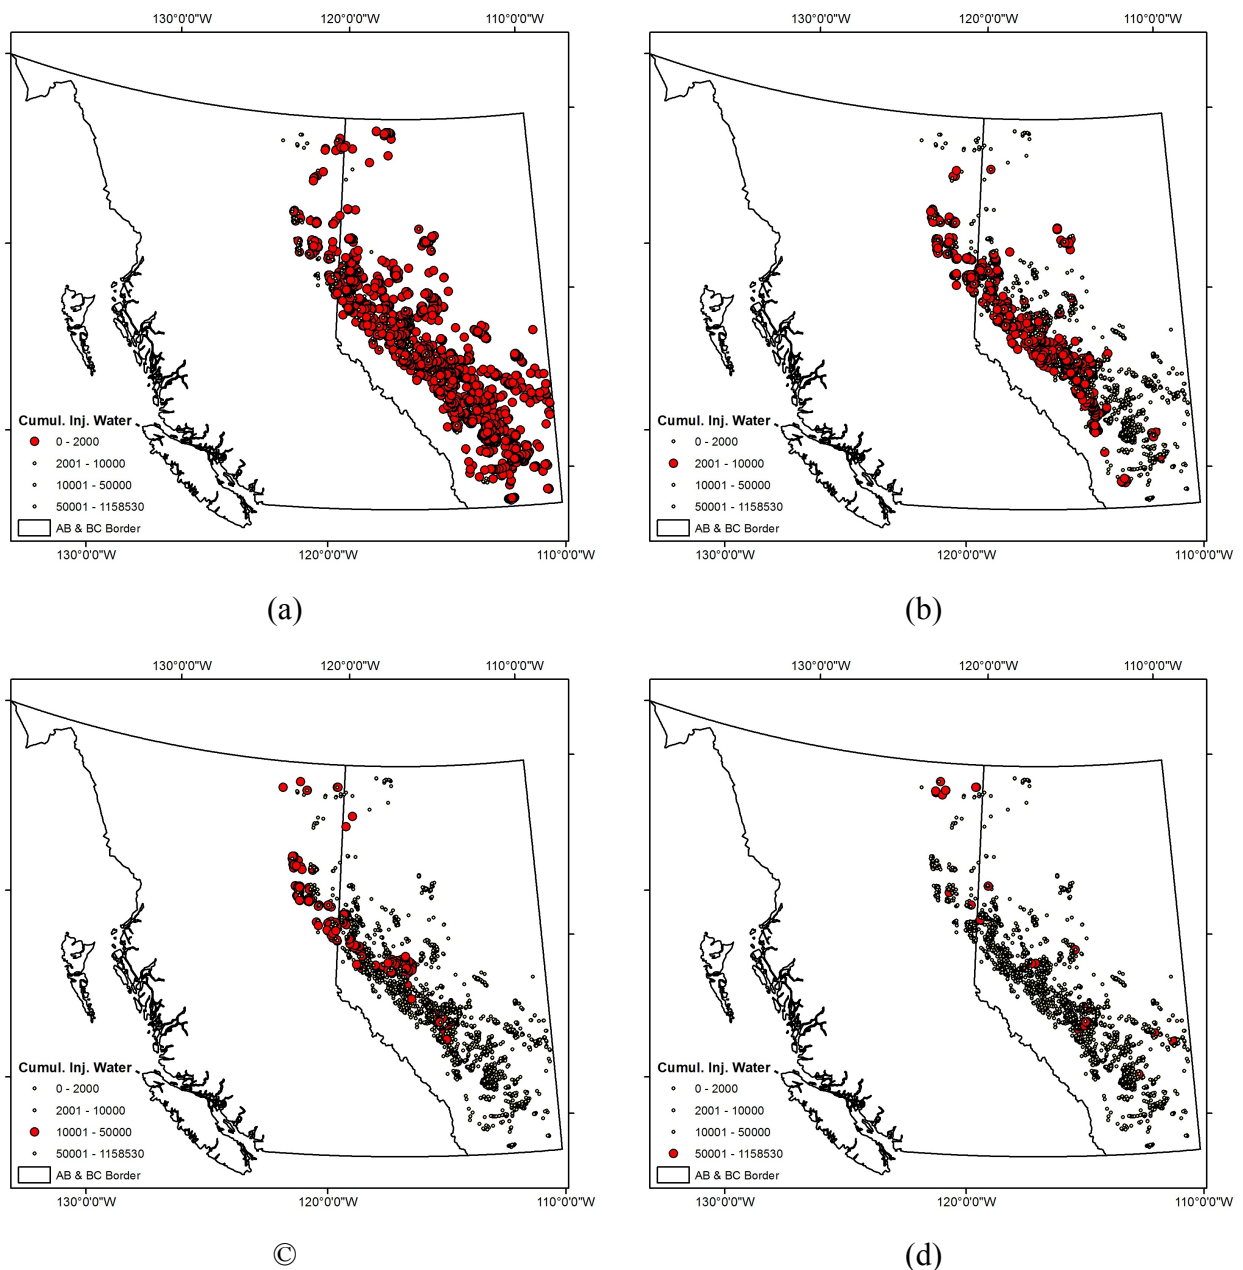 130°0'0"W 120°0'0"W 110°0'0"W
130°0'0"W 120°0'0"W 110°0'0"W
Cumul. Inj. Water
0 - 2000
2001 - 10000
10001 - 50000
50001 - 1158530
AB & BC Border
Cumul. Inj. Water
0 - 2000
2001 - 10000
10001 - 50000
50001 - 1158530
AB & BC Border
130°0'0"W 120°0'0"W 110°0'0"W
130°0'0"W 120°0'0"W 110°0'0"W
(a)
(b)
130°0'0"W 120°0'0"W 110°0'0"W
130°0'0"W 120°0'0"W 110°0'0"W
Cumul. Inj. Water
0 - 2000
2001 - 10000
10001 - 50000
50001 - 1158530
AB & BC Border
Cumul. Inj. Water
0 - 2000
2001 - 10000
10001 - 50000
50001 - 1158530
AB & BC Border
130°0'0"W 120°0'0"W 110°0'0"W
130°0'0"W 120°0'0"W 110°0'0"W
©
(d)